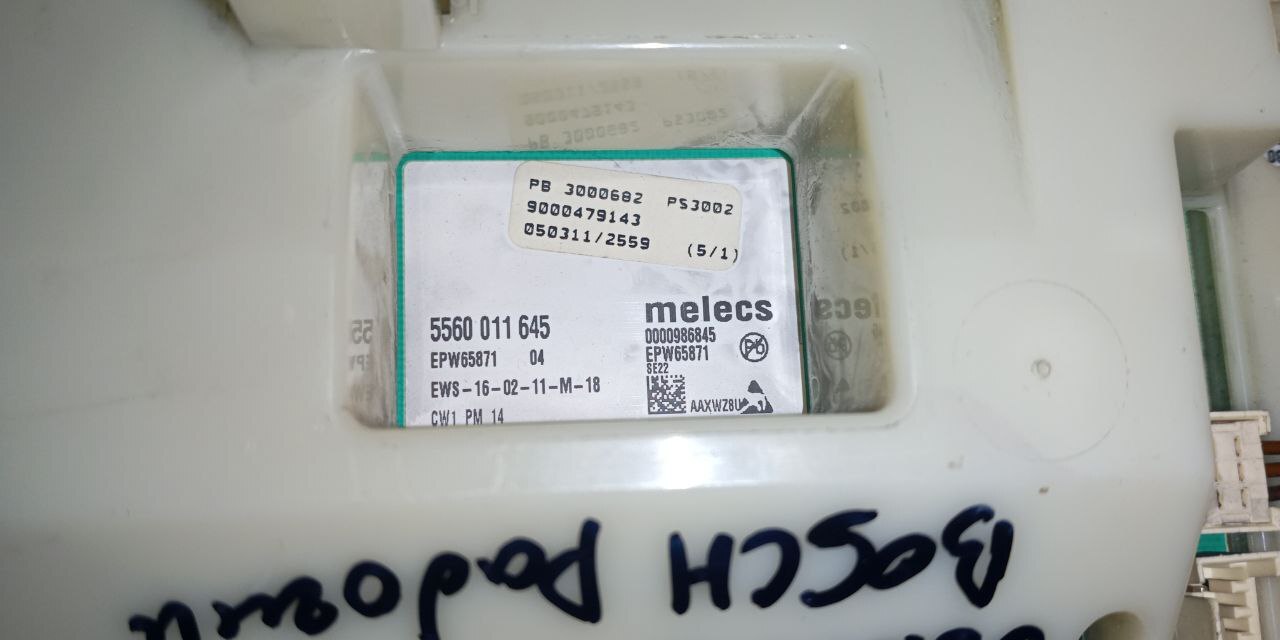 PB 3000682 PS3002
9000479143
050311/2559 (5/1)
melecs
5560 011 645
0000986845
EPW65871 04
EPW65871
SE22
EWS-16-02-11-M-18
AAXWZ8U
CW1 PM 14
BOSCH